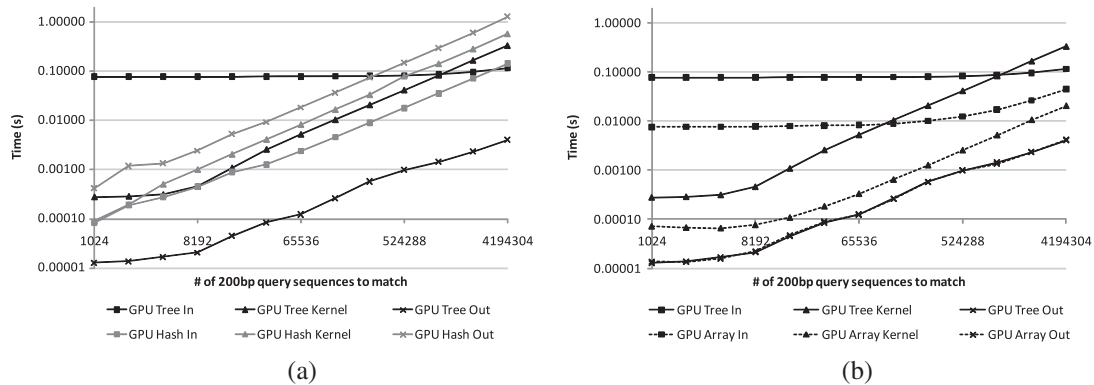 1.00000
0.10000
0.01000
0.00100
0.00010
0.00001
Time (s)
1024 8192 65536 524288 4194304
# of 200bp query sequences to match
GPU Tree In GPU Tree Kernel GPU Tree Out
GPU Hash In GPU Hash Kernel GPU Hash Out
(a)
1.00000
0.10000
0.01000
0.00100
0.00010
0.00001
Time (s)
1024 8192 65536 524288 4194304
# of 200bp query sequences to match
GPU Tree In GPU Tree Kernel GPU Tree Out
GPU Array In GPU Array Kernel GPU Array Out
(b)